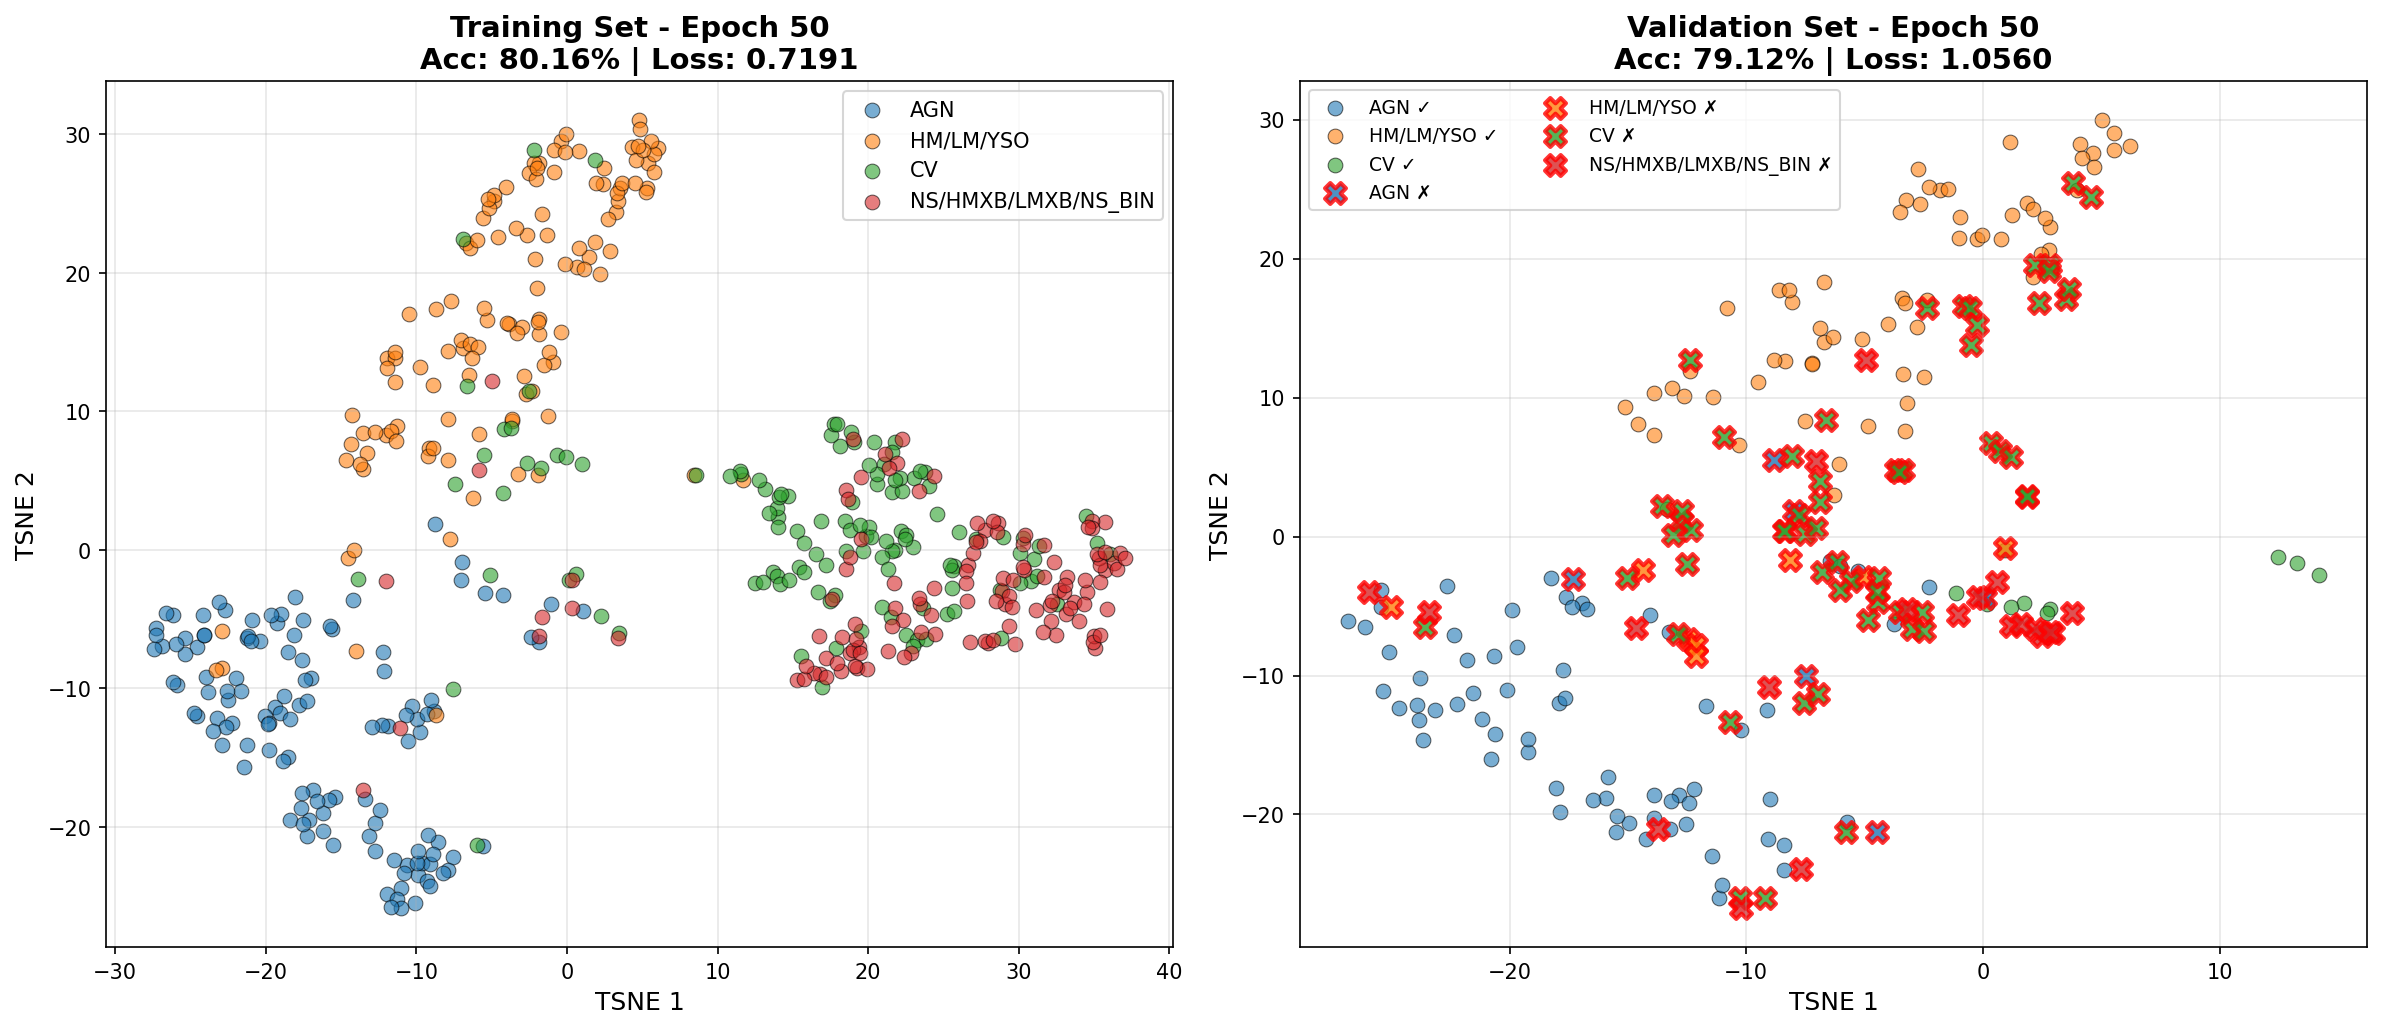 Training Set - Epoch 50
Acc: 80.16% | Loss: 0.7191
AGN
HM/LM/YSO
CV
NS/HMXB/LMXB/NS_BIN
TSNE 2
30
20
10
0
−10
−20
−30
−20
−10
0
10
20
30
40
TSNE 1
Validation Set - Epoch 50
Acc: 79.12% | Loss: 1.0560
AGN ✓
HM/LM/YSO ✓
CV ✓
AGN ✗
HM/LM/YSO ✗
CV ✗
NS/HMXB/LMXB/NS_BIN ✗
TSNE 2
30
20
10
0
−10
−20
−20
−10
0
10
TSNE 1